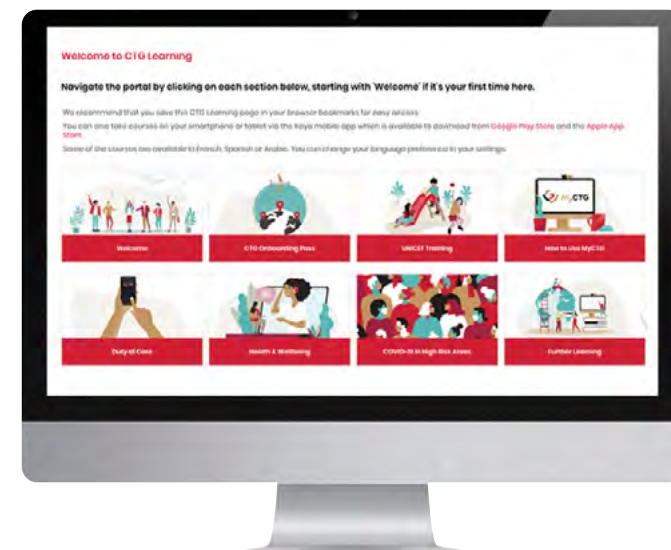 Welcome to CTG Learning
Navigate the portal by clicking on each section below, starting with 'Welcome' if it's your first time here.
We recommend that you save this CTG Learning page in your browser Bookmarks for easy access.
You can also take courses on your smartphone or tablet via the Kaya mobile app which is available to download from Google Play Store and the Apple App
Store.
Some of the courses are available in French, Spanish or Arabic. You can change your language preference in your settings.
MyCTG
Welcome
CTG Onboarding Pass
UNICEF Training
How to Use MyCTG
Duty of Care
Health & Wellbeing
COVID-19 in High Risk Areas
Further Learning